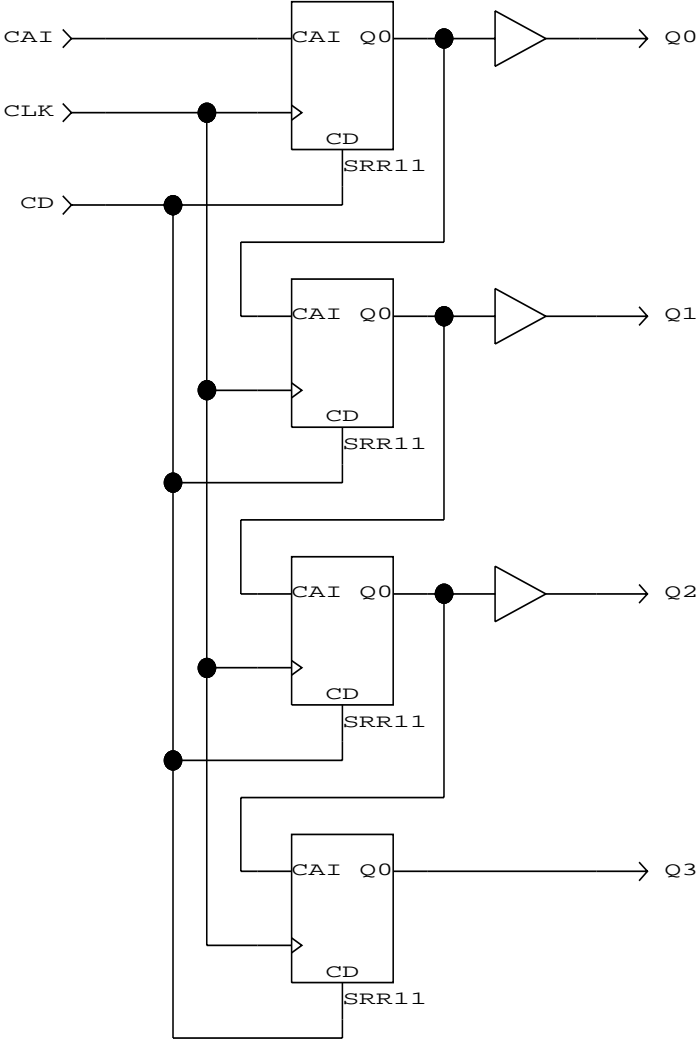 CAI CAI Q0 Q0
CLK
CD
SRR11
CD
CAI Q0 Q1
CD
SRR11
CAI Q0 Q2
CD
SRR11
CAI Q0 Q3
CD
SRR11